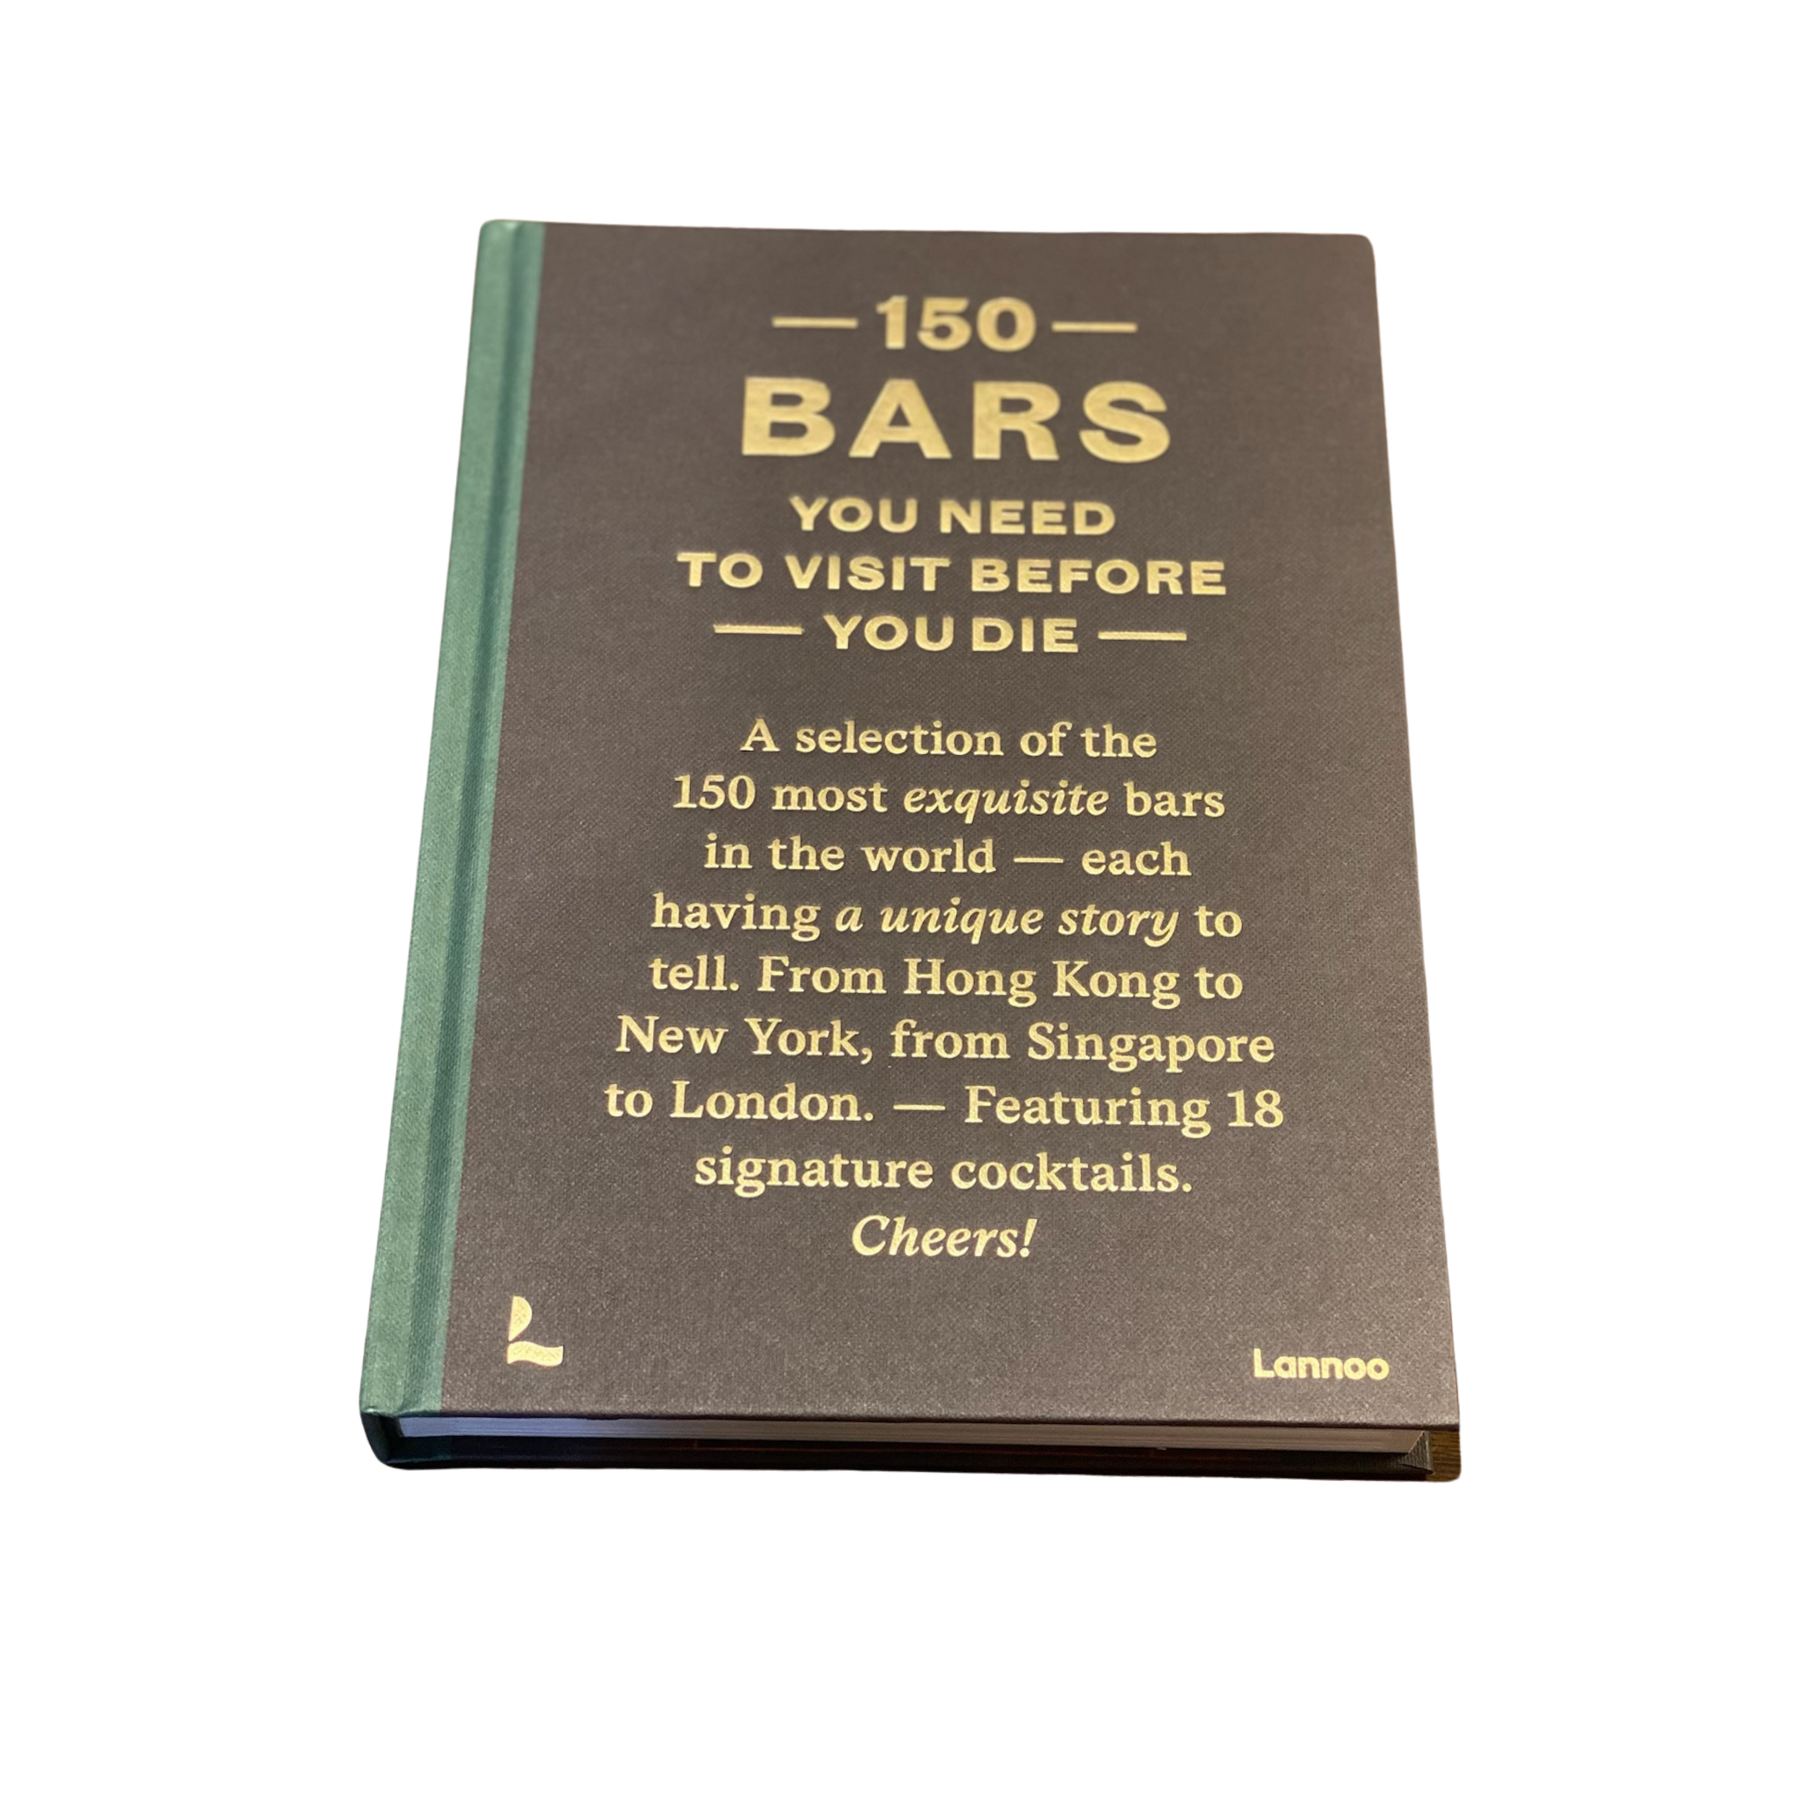 — 150 —
BARS
YOU NEED
TO VISIT BEFORE
— YOU DIE —
A selection of the
150 most exquisite bars
in the world — each
having a unique story to
tell. From Hong Kong to
New York, from Singapore
to London. — Featuring 18
signature cocktails.
Cheers!
L
Lannoo